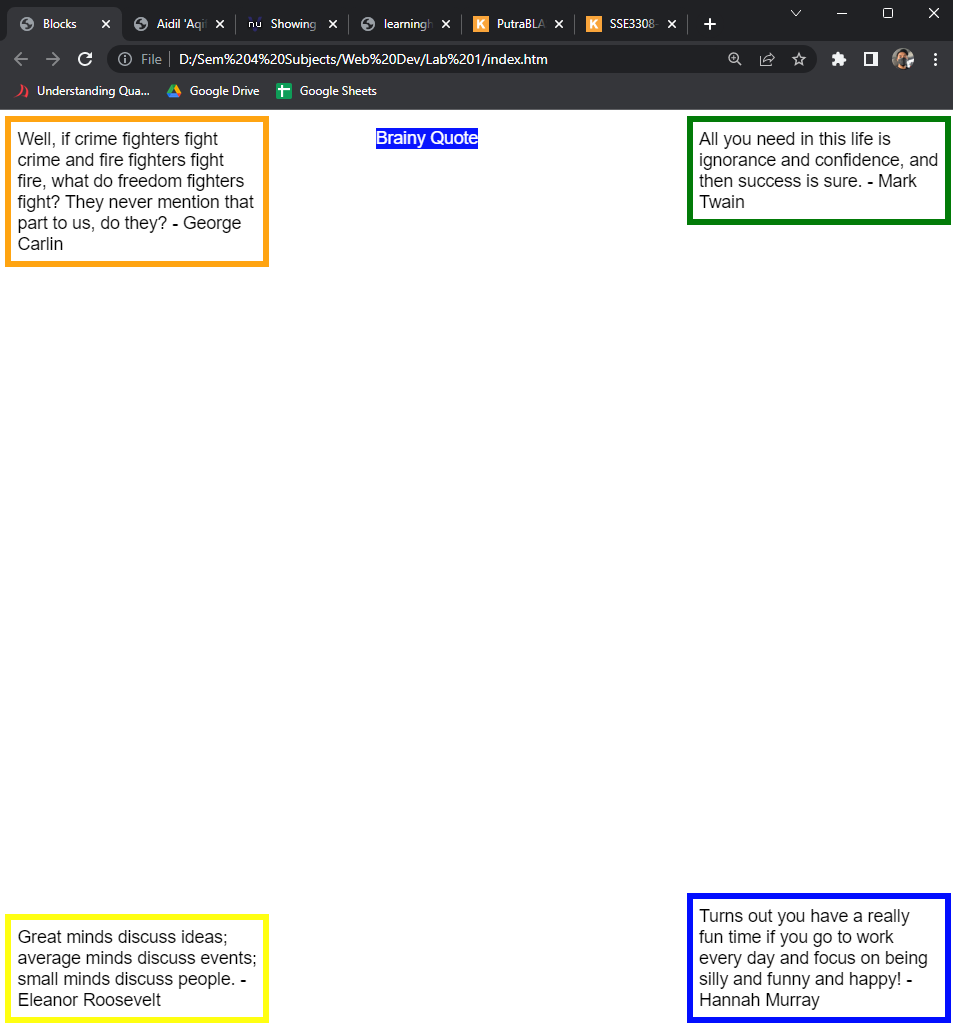 Blocks
Aidil 'Aqi
Showing
learningh
PutraBLA
SSE3308-
File
D:/Sem%204%20Subjects/Web%20Dev/Lab%201/index.htm
Understanding Qua...
Google Drive
Google Sheets
Well, if crime fighters fight
crime and fire fighters fight
fire, what do freedom fighters
fight? They never mention that
part to us, do they? - George
Carlin
Brainy Quote
All you need in this life is
ignorance and confidence, and
then success is sure. - Mark
Twain
Great minds discuss ideas;
average minds discuss events;
small minds discuss people. -
Eleanor Roosevelt
Turns out you have a really
fun time if you go to work
every day and focus on being
silly and funny and happy! -
Hannah Murray